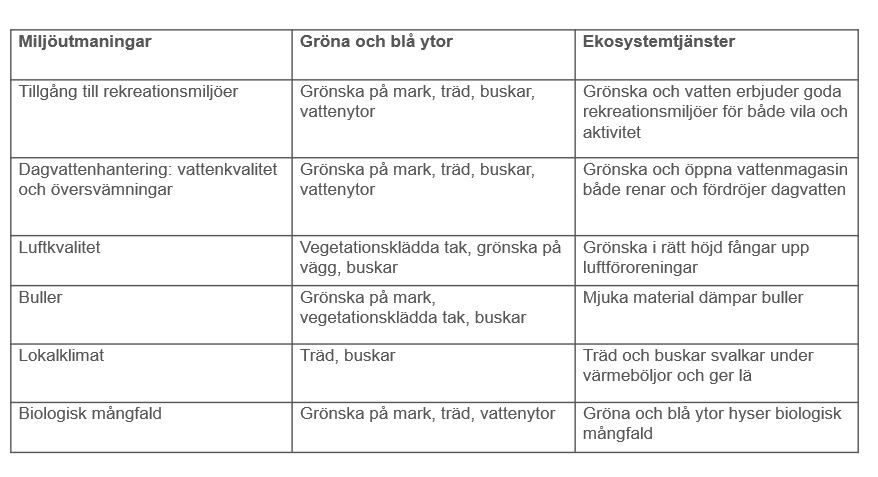 Miljöutmaningar
Gröna och blå ytor
Ekosystemtjänster
Tillgång till rekreationsmiljöer
Grönska på mark, träd, buskar,
vattenytor
Grönska och vatten erbjuder goda
rekreationsmiljöer för både vila och
aktivitet
Dagvattenhantering: vattenkvalitet
och översvämningar
Grönska på mark, träd, buskar,
vattenytor
Grönska och öppna vattenmagasin
både renar och fördröjer dagvatten
Luftkvalitet
Vegetationsklädda tak, grönska på
vägg, buskar
Grönska i rätt höjd fångar upp
luftföroreningar
Buller
Grönska på mark,
vegetationsklädda tak, buskar
Mjuka material dämpar buller
Lokalklimat
Träd, buskar
Träd och buskar svalkar under
värmeböljor och ger lä
Biologisk mångfald
Grönska på mark, träd, vattenytor
Gröna och blå ytor hyser biologisk
mångfald